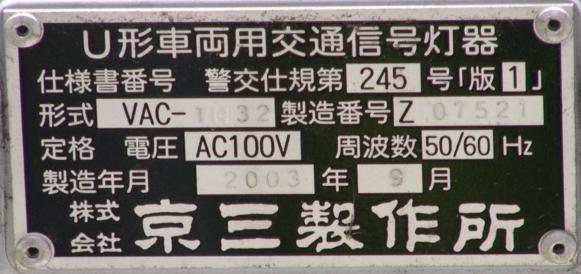 U形車両用交通信号灯器
仕様書番号 警交仕規第 245 号「版 1」
形式 VAC- 製造番号 Z 07521
定格 電圧 AC100V 周波数 50/60 Hz
製造年月 2003 年 9 月
株式会社 京三製作所